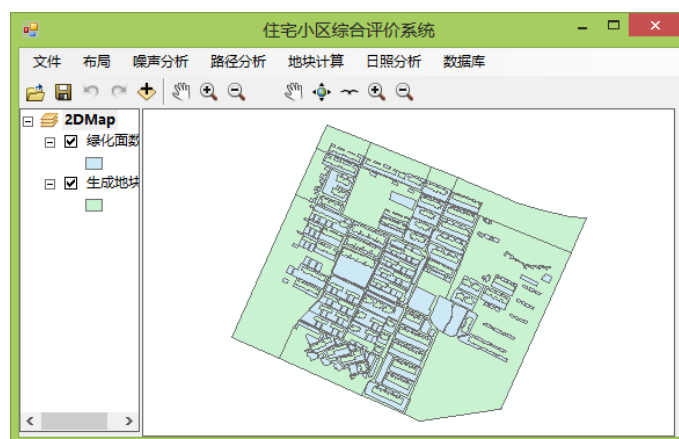 住宅小区综合评价系统
文件 布局 噪声分析 路径分析 地块计算 日照分析 数据库
2DMap
绿化面数
生成地块